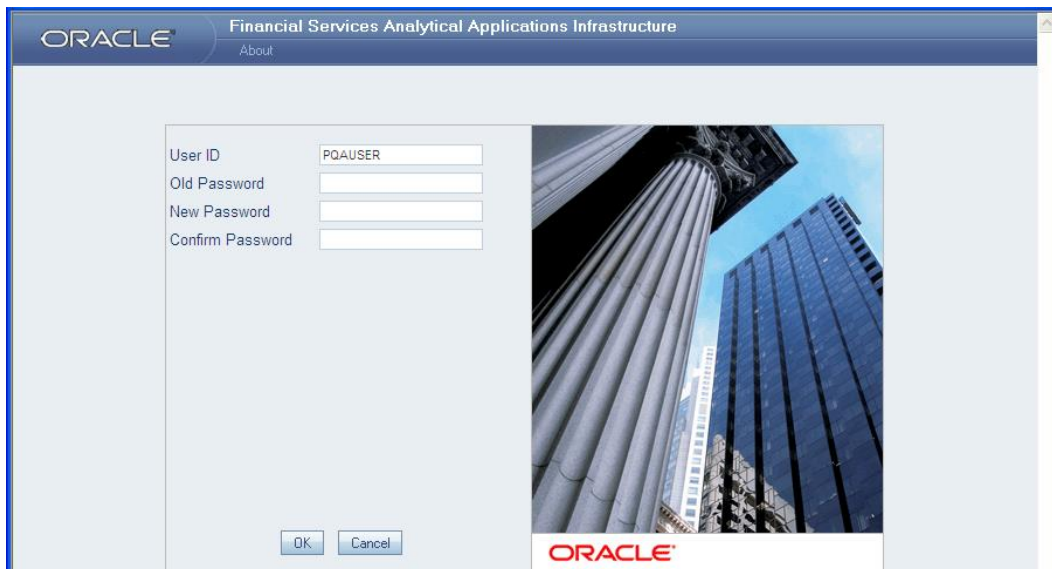 ORACLE
Financial Services Analytical Applications Infrastructure
About
User ID PQAUSER
Old Password
New Password
Confirm Password
OK Cancel
ORACLE